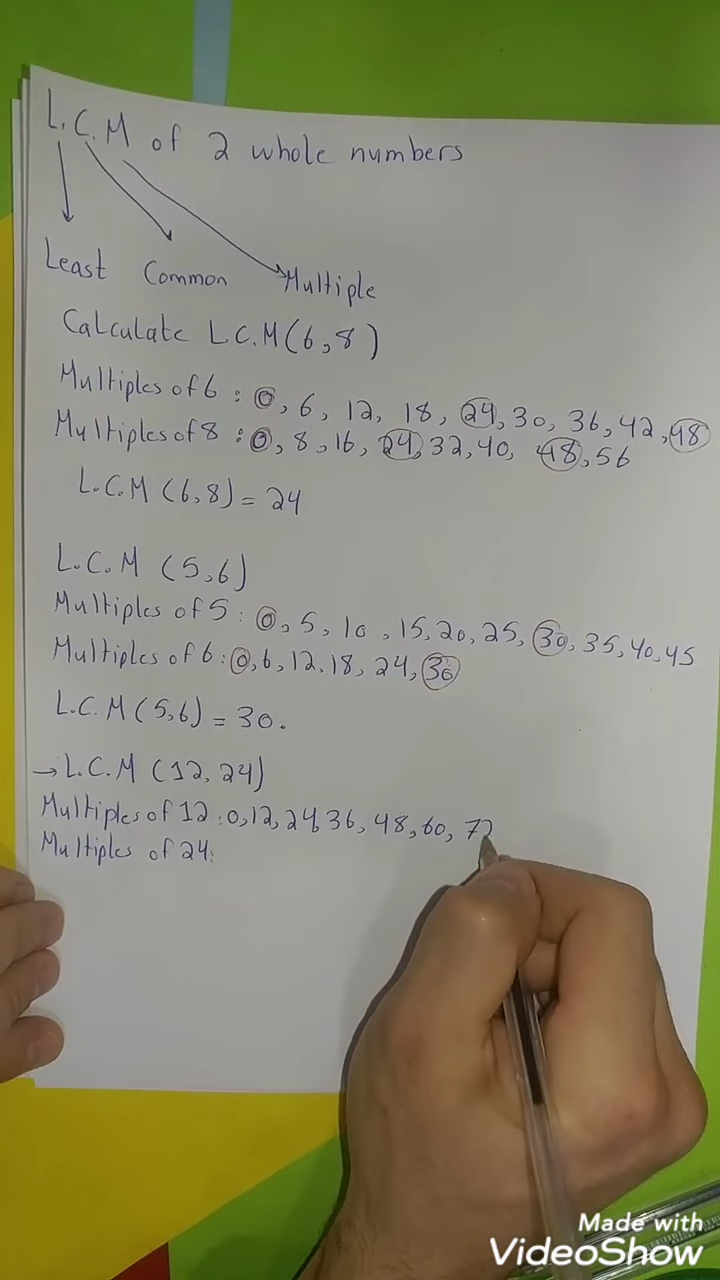 L.C.M of 2 whole numbers
Least Common Multiple
Calculate L.C.M(6,8)
Multiples of 6 : 0, 6, 12, 18, 24, 30, 36, 42, 48
Multiples of 8 : 0, 8, 16, 24, 32, 40, 48, 56
L.C.M (6,8) = 24
L.C.M (5,6)
Multiples of 5 : 0, 5, 10, 15, 20, 25, 30, 35, 40, 45
Multiples of 6 : 0, 6, 12, 18, 24, 30
L.C.M (5,6) = 30.
→ L.C.M (12, 24)
Multiples of 12 : 0, 12, 24, 36, 48, 60, 72
Multiples of 24:
Made with
VideoShow